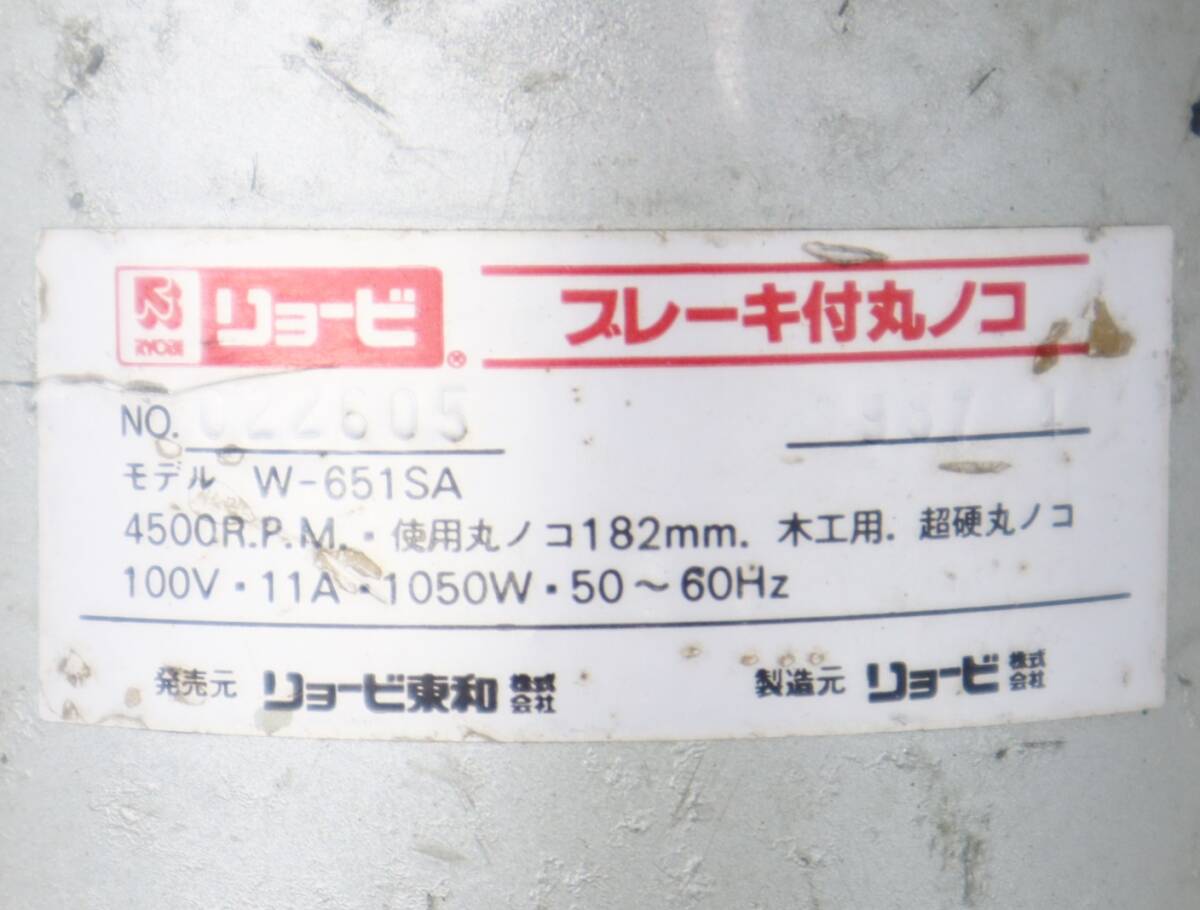 RYOBI リョービ® ブレーキ付丸ノコ
NO. 022605
モデル W-651SA
4500R.P.M.・使用丸ノコ182mm. 木工用. 超硬丸ノコ
100V・11A・1050W・50〜60Hz
発売元 リョービ東和株式会社 製造元 リョービ株式会社